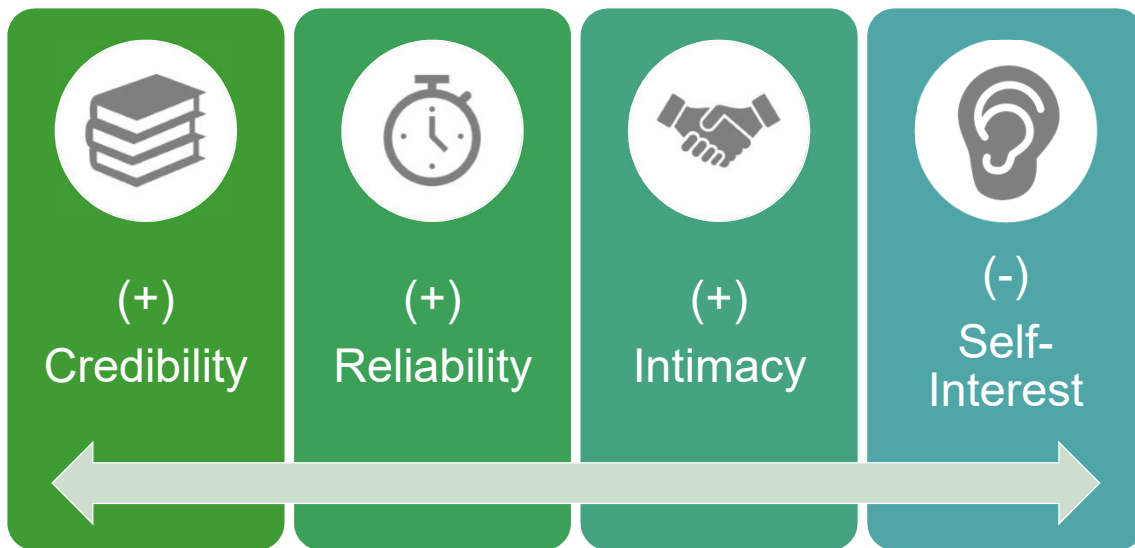 (+)
Credibility
(+)
Reliability
(+)
Intimacy
(-)
Self-
Interest